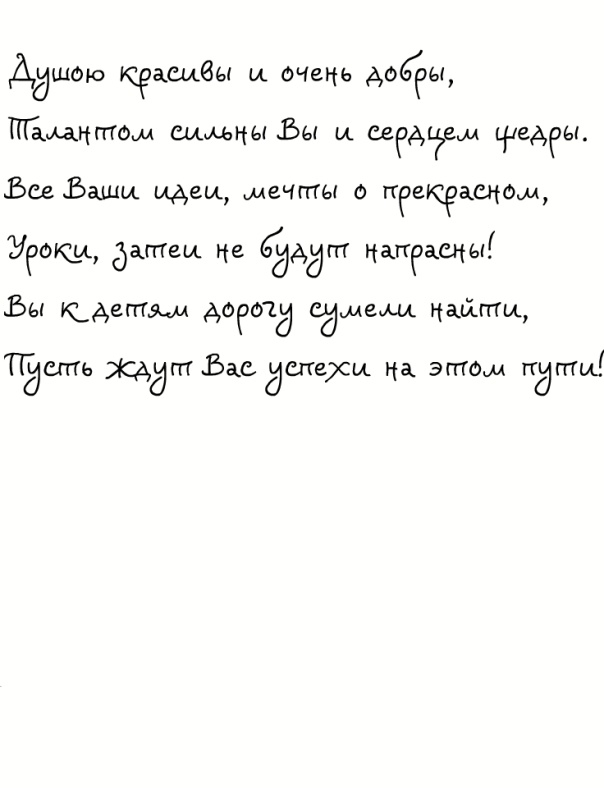 Душою красивы и очень добры,
Талантом сильны Вы и сердцем щедры.
Все Ваши идеи, мечты о прекрасном,
Уроки, затеи не будут напрасны!
Вы к детям дорогу сумели найти,
Пусть ждут Вас успехи на этом пути!